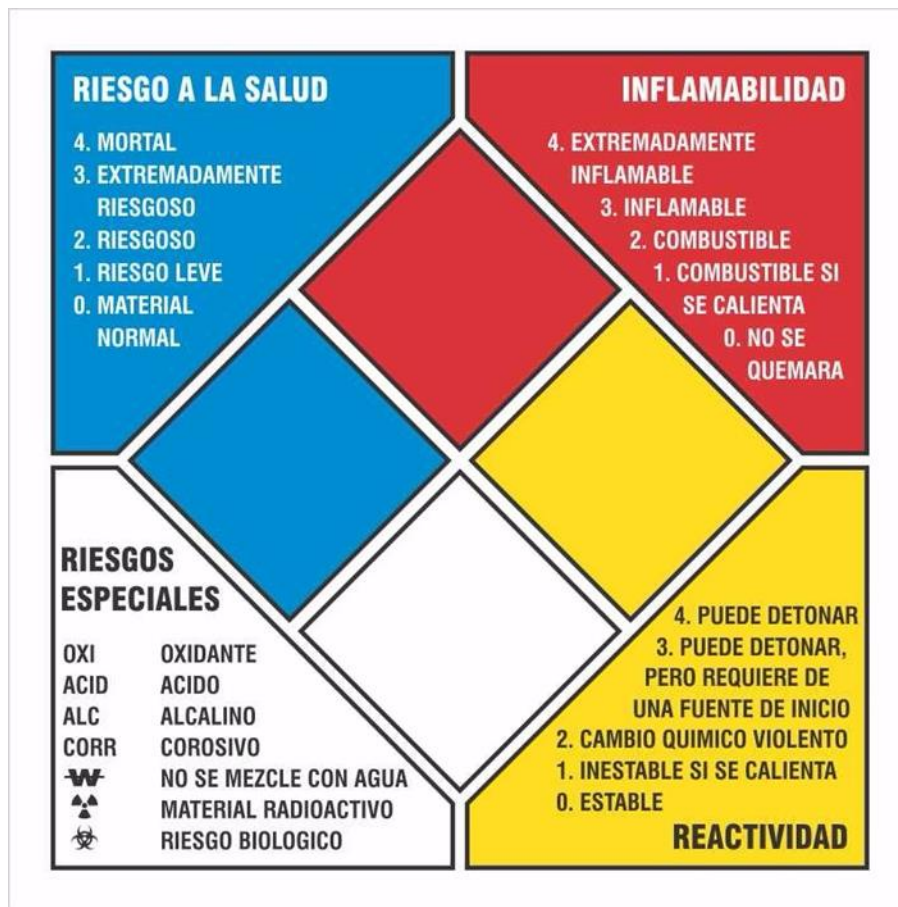 RIESGO A LA SALUD
4. MORTAL
3. EXTREMADAMENTE
RIESGOSO
2. RIESGOSO
1. RIESGO LEVE
0. MATERIAL
NORMAL
INFLAMABILIDAD
4. EXTREMADAMENTE
INFLAMABLE
3. INFLAMABLE
2. COMBUSTIBLE
1. COMBUSTIBLE SI
SE CALIENTA
0. NO SE
QUEMARA
RIESGOS
ESPECIALES
OXI OXIDANTE
ACID ACIDO
ALC ALCALINO
CORR COROSIVO
W NO SE MEZCLE CON AGUA
MATERIAL RADIOACTIVO
RIESGO BIOLOGICO
4. PUEDE DETONAR
3. PUEDE DETONAR,
PERO REQUIERE DE
UNA FUENTE DE INICIO
2. CAMBIO QUIMICO VIOLENTO
1. INESTABLE SI SE CALIENTA
0. ESTABLE
REACTIVIDAD